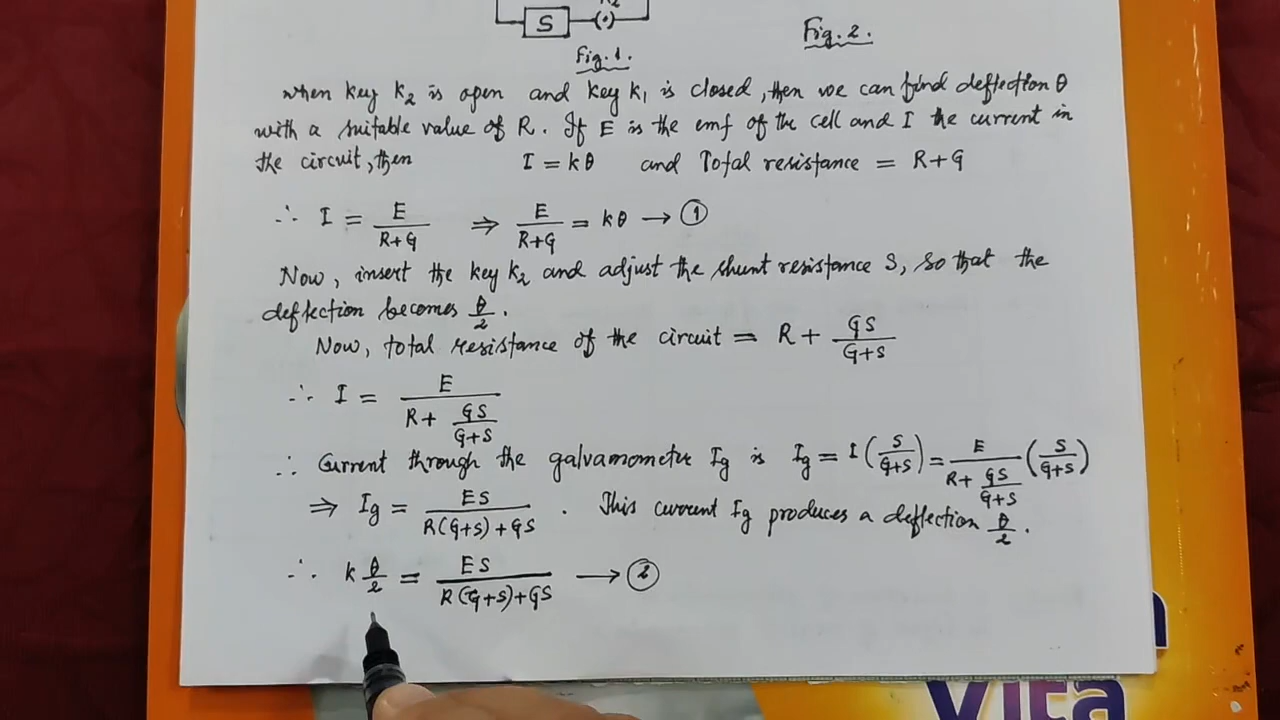 S
Fig. 1.
Fig. 2.
when key k₂ is open and key k₁ is closed, then we can find deflection θ
with a suitable value of R. If E is the emf of the cell and I the current in
the circuit, then I = kθ and Total resistance = R+G
∴ I = E/(R+G) ⇒ E/(R+G) = kθ → ①
Now, insert the key k₂ and adjust the shunt resistance S, so that the
deflection becomes θ/2.
Now, total resistance of the circuit = R + GS/(G+S)
∴ I = E/(R + GS/(G+S))
∴ Current through the galvamometer Ig is Ig = I(S/(G+S)) = E/(R + GS/(G+S)) (S/(G+S))
⇒ Ig = ES/(R(G+S)+GS) . This current Ig produces a deflection θ/2.
∴ k θ/2 = ES/(R(G+S)+GS) → ②
vita